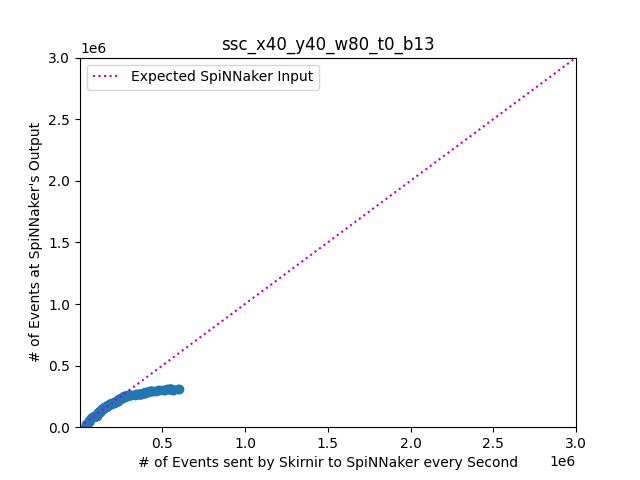 ssc_x40_y40_w80_t0_b13
1e6
Expected SpiNNaker Input
3.0
2.5
2.0
1.5
1.0
0.5
0.0
# of Events at SpiNNaker's Output
0.5 1.0 1.5 2.0 2.5 3.0
# of Events sent by Skirnir to SpiNNaker every Second
1e6